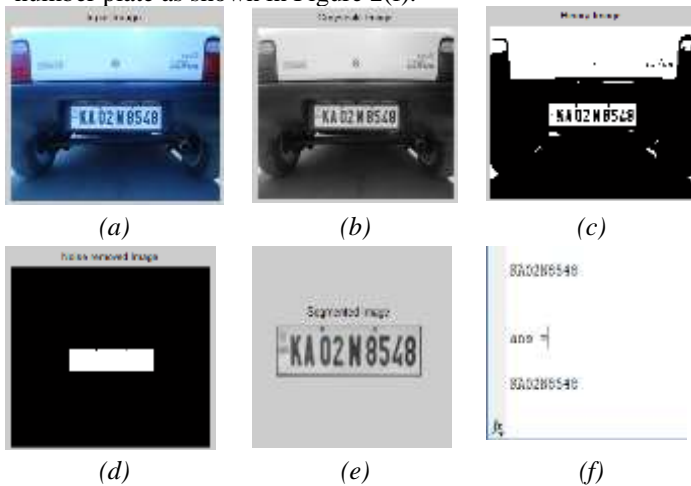 number plate as shown in Figure 2(f).
Input Image
Grayscale Image
Binary Image
KA 02 N 8548
KA 02 N 8548
KA 02 N 8548
(a)
(b)
(c)
Noise removed Image
Segmented Image
KA 02 N 8548
KA02N8548
ans =
KA02N8548
(d)
(e)
(f)